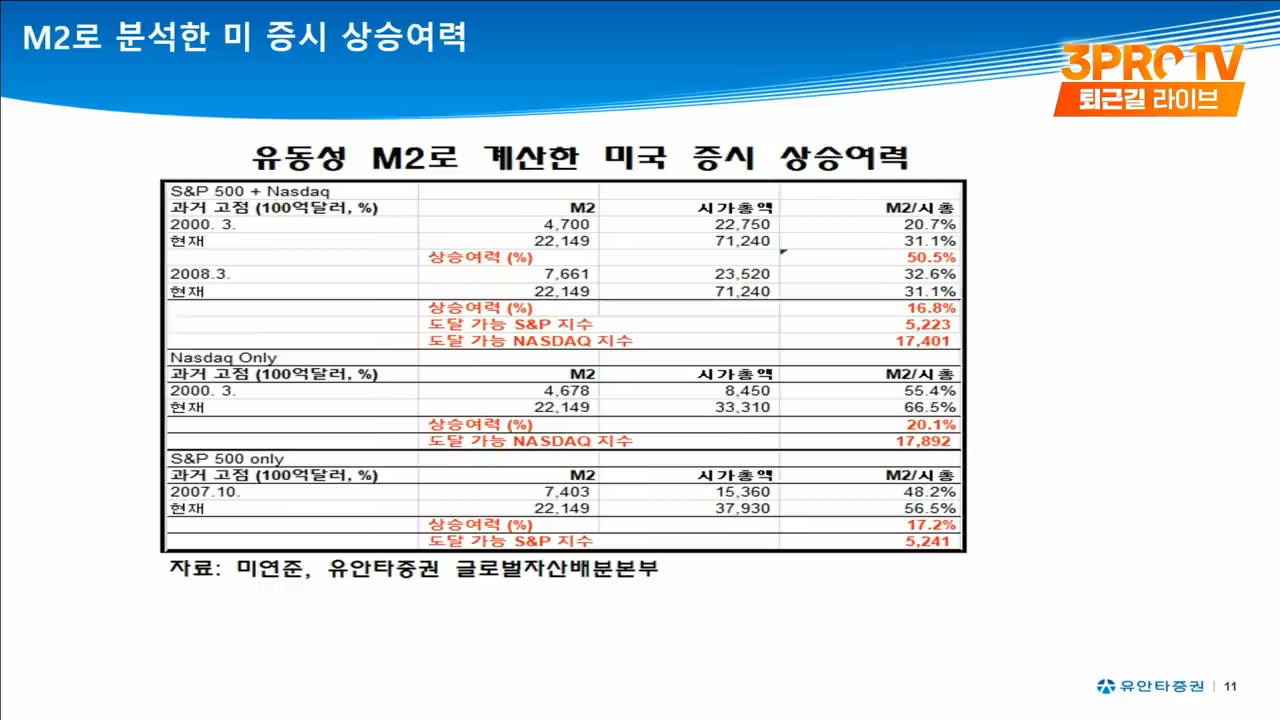 M2로 분석한 미 증시 상승여력
3PROTV
퇴근길 라이브
유동성 M2로 계산한 미국 증시 상승여력
S&P 500 + Nasdaq
과거 고점 (100억달러, %) M2 시가총액 M2/시총
2000. 3. 4,700 22,750 20.7%
현재 22,149 71,240 31.1%
상승여력 (%) 50.5%
2008.3. 7,661 23,520 32.6%
현재 22,149 71,240 31.1%
상승여력 (%) 16.8%
도달 가능 S&P 지수 5,223
도달 가능 NASDAQ 지수 17,401
Nasdaq Only
과거 고점 (100억달러, %) M2 시가총액 M2/시총
2000. 3. 4,678 8,450 55.4%
현재 22,149 33,310 66.5%
상승여력 (%) 20.1%
도달 가능 NASDAQ 지수 17,892
S&P 500 only
과거 고점 (100억달러, %) M2 시가총액 M2/시총
2007.10. 7,403 15,360 48.2%
현재 22,149 37,930 56.5%
상승여력 (%) 17.2%
도달 가능 S&P 지수 5,241
자료: 미연준, 유안타증권 글로벌자산배분본부
유안타증권 | 11